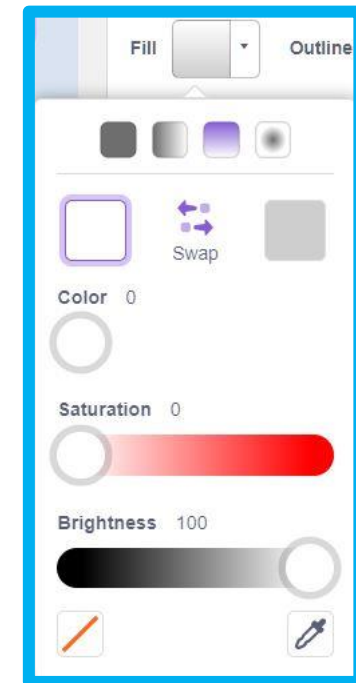 Fill Outline
Swap
Color 0
Saturation 0
Brightness 100